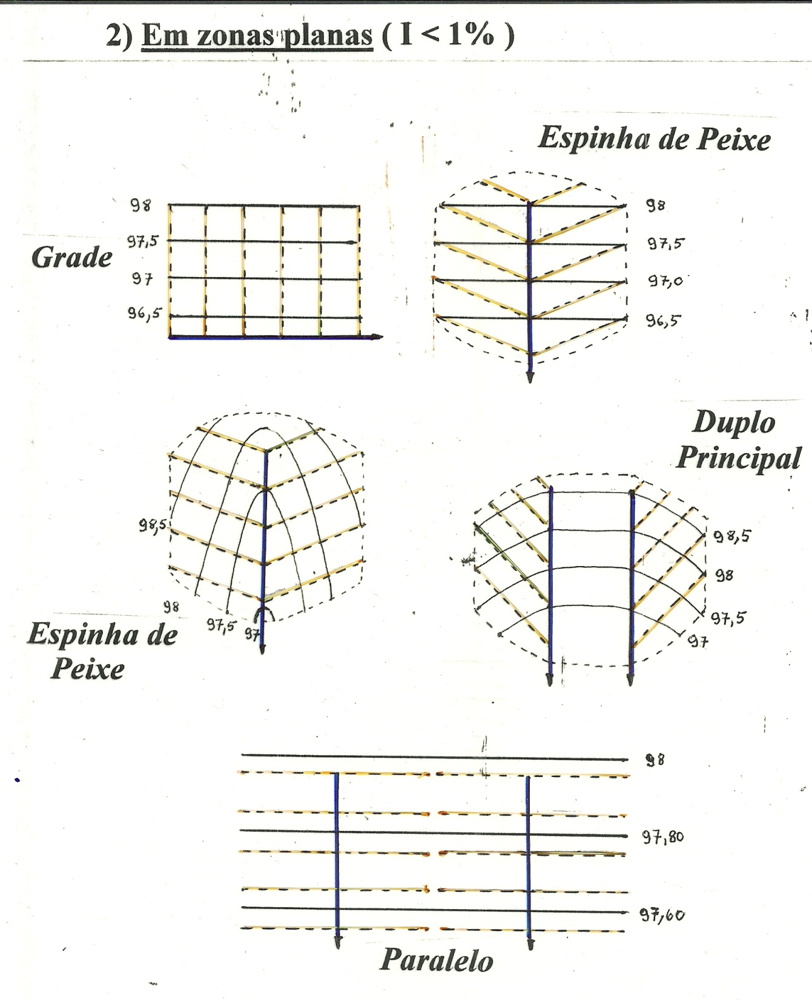 2) Em zonas planas ( I < 1% )
Espinha de Peixe
Grade
98
97,5
97
96,5
98
97,5
97,0
96,5
Duplo
Principal
98,5
98
97,5
97
Espinha de
Peixe
98,5
98
97,5
97
98
97,80
97,60
Paralelo